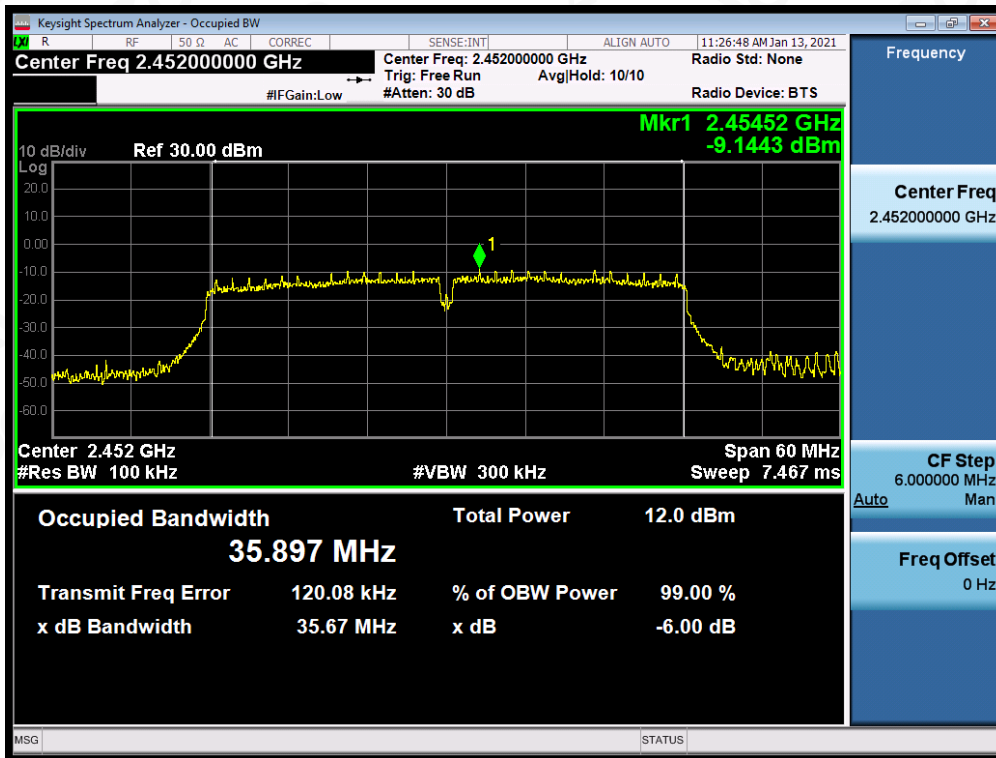 Keysight Spectrum Analyzer - Occupied BW
LXI R RF 50 Ω AC CORREC SENSE:INT ALIGN AUTO 11:26:48 AM Jan 13, 2021
Center Freq 2.452000000 GHz
Center Freq: 2.452000000 GHz Radio Std: None
Trig: Free Run Avg|Hold: 10/10
#IFGain:Low #Atten: 30 dB Radio Device: BTS
Mkr1 2.45452 GHz
-9.1443 dBm
10 dB/div Ref 30.00 dBm
Log
20.0
10.0
0.00
1
-10.0
-20.0
-30.0
-40.0
-50.0
-60.0
Center 2.452 GHz Span 60 MHz
#Res BW 100 kHz #VBW 300 kHz Sweep 7.467 ms
Occupied Bandwidth Total Power 12.0 dBm
35.897 MHz
Transmit Freq Error 120.08 kHz % of OBW Power 99.00 %
x dB Bandwidth 35.67 MHz x dB -6.00 dB
Frequency
Center Freq
2.452000000 GHz
CF Step
6.000000 MHz
Auto Man
Freq Offset
0 Hz
MSG STATUS